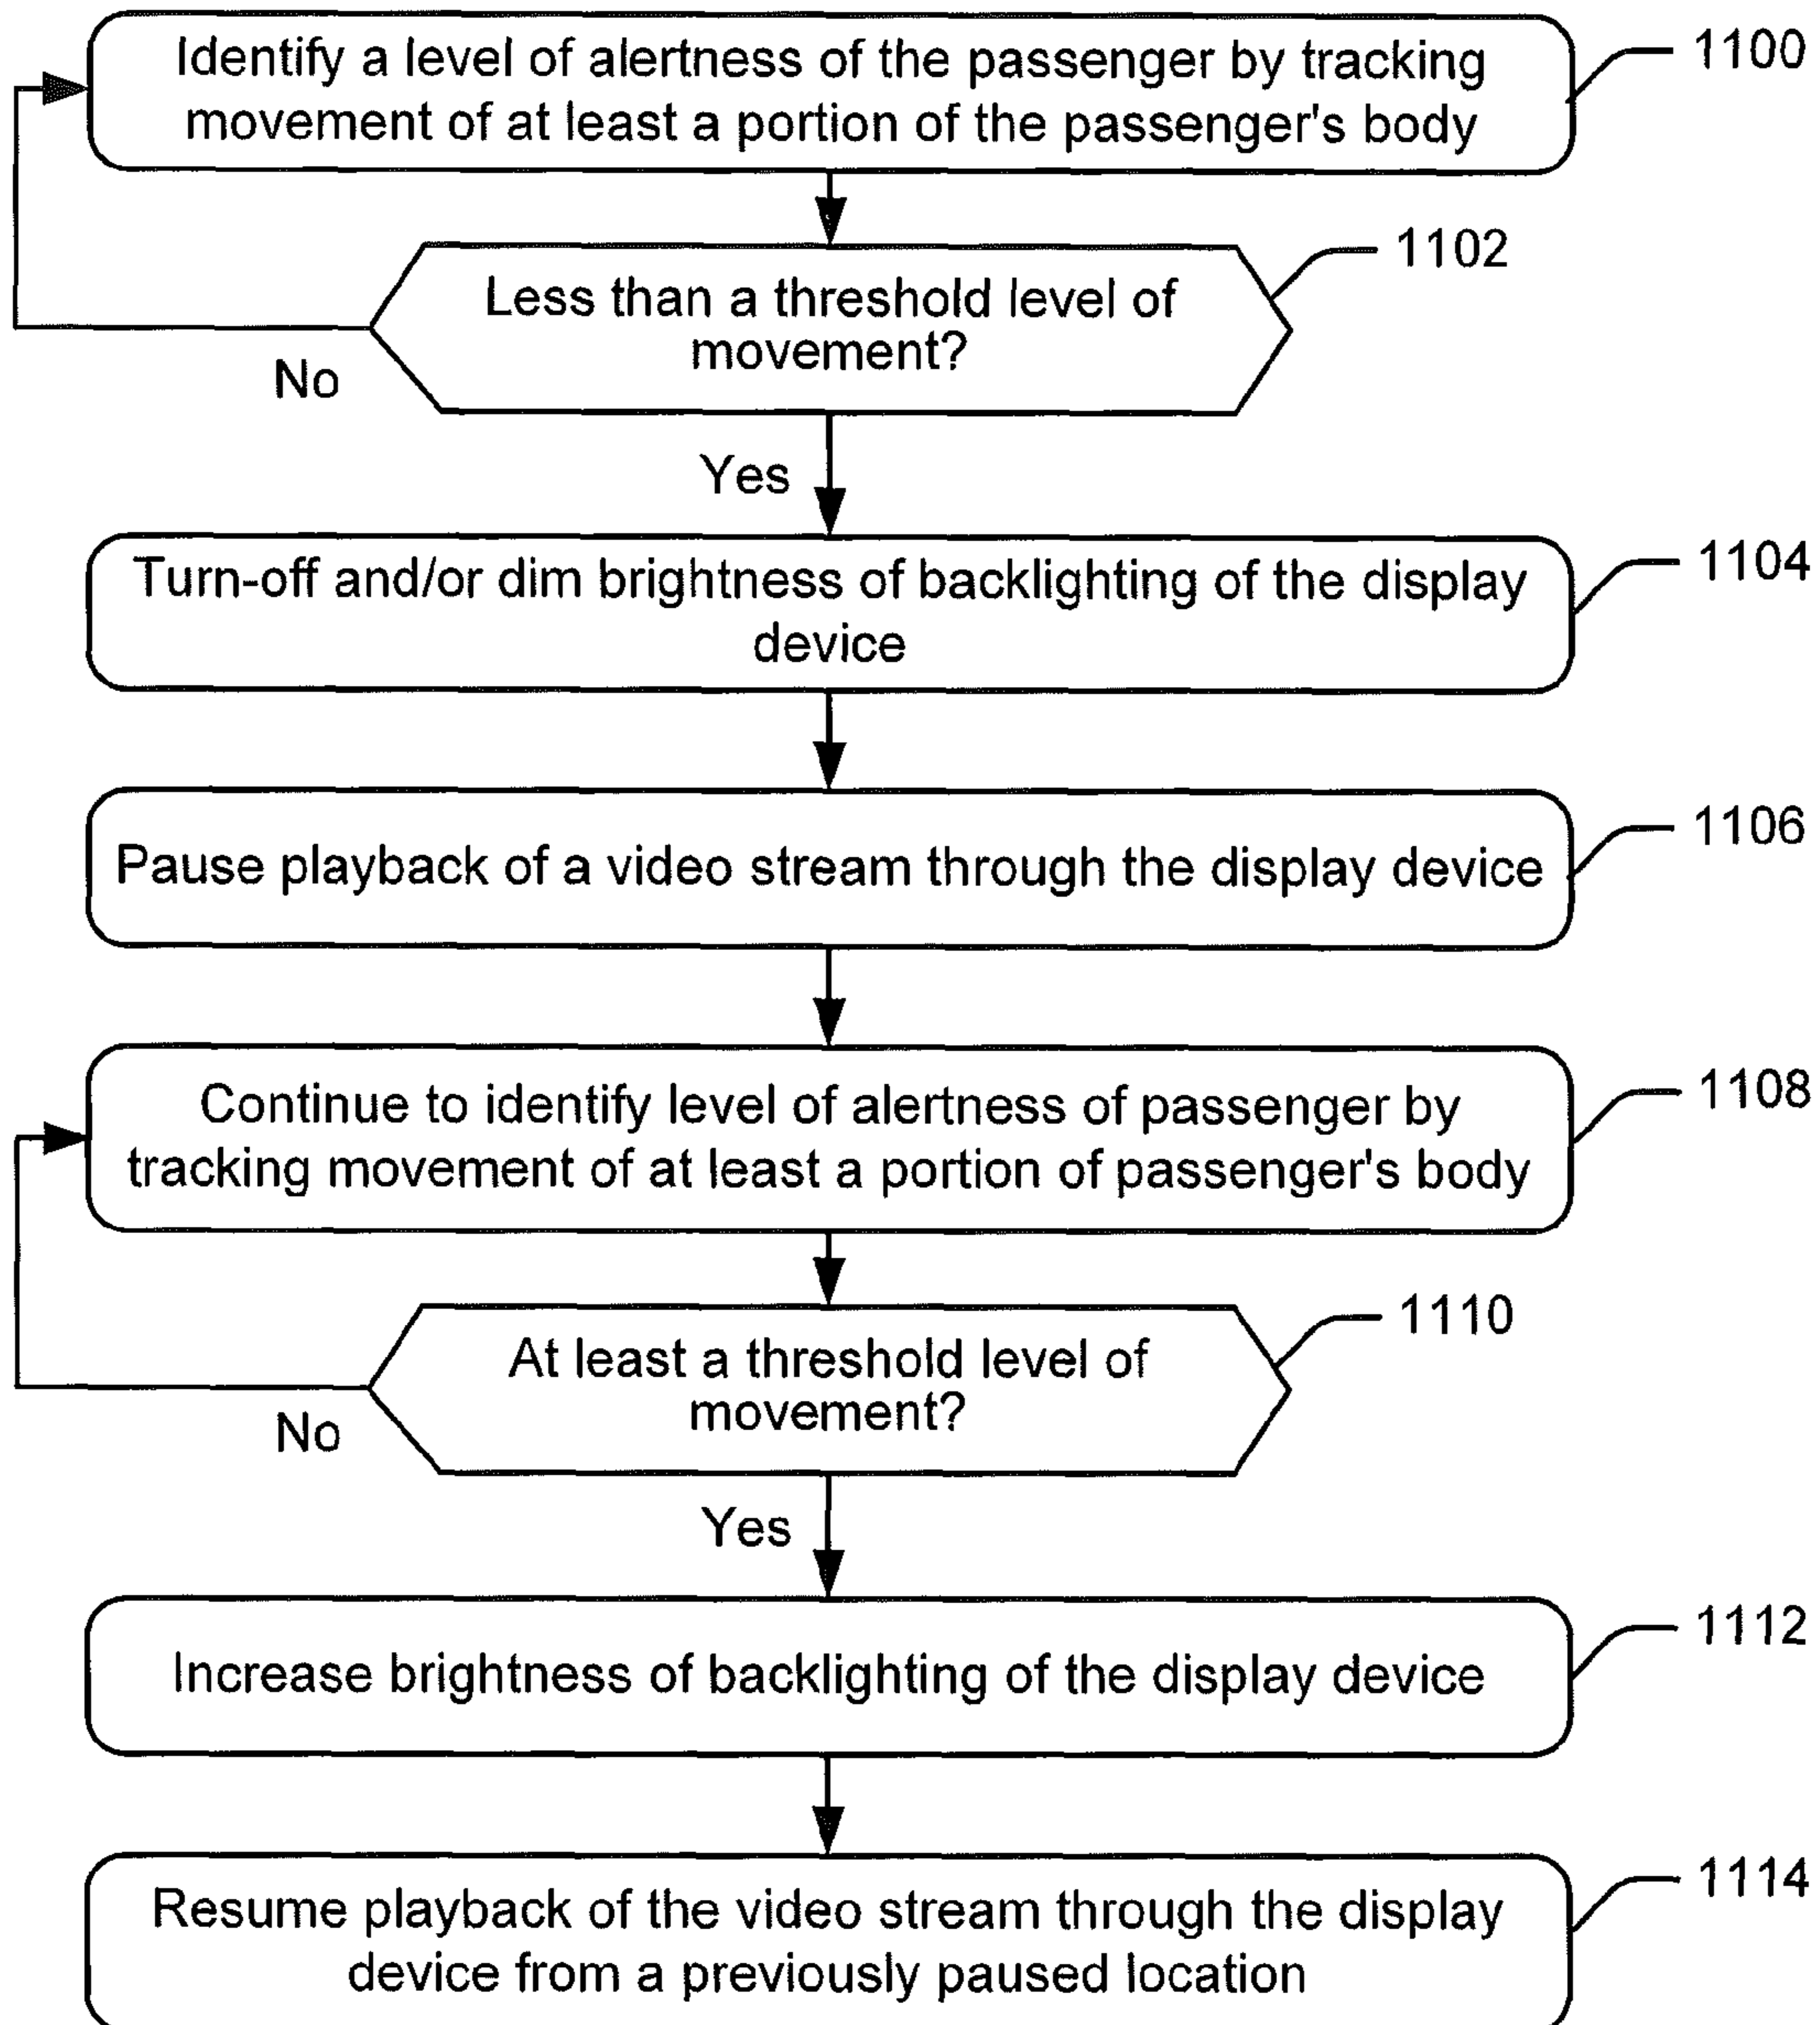 Identify a level of alertness of the passenger by tracking
movement of at least a portion of the passenger's body
1100
Less than a threshold level of
movement?
1102
No
Yes
Turn-off and/or dim brightness of backlighting of the display
device
1104
Pause playback of a video stream through the display device
1106
Continue to identify level of alertness of passenger by
tracking movement of at least a portion of passenger's body
1108
At least a threshold level of
movement?
1110
No
Yes
Increase brightness of backlighting of the display device
1112
Resume playback of the video stream through the display
device from a previously paused location
1114